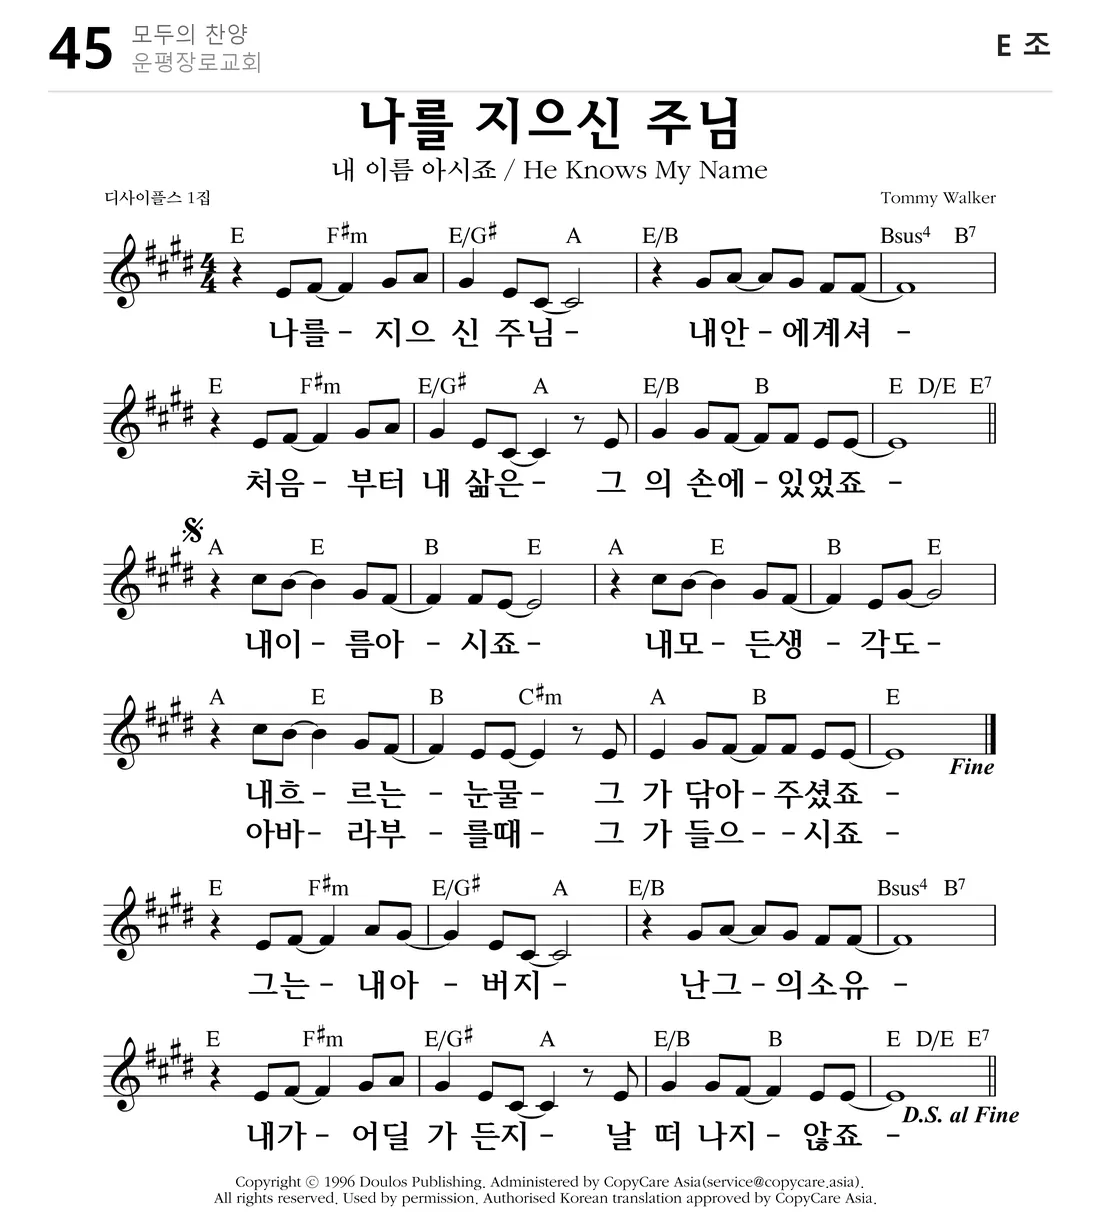 45
모두의 찬양
운평장로교회
E 조
나를 지으신 주님
내 이름 아시죠 / He Knows My Name
디사이플스 1집
Tommy Walker
E F♯m E/G♯ A E/B Bsus4 B7
나를 - 지으 신 주님 - 내안 - 에계셔 -
E F♯m E/G♯ A E/B B E D/E E7
처음 - 부터 내 삶은 - 그 의 손에 - 있었죠 -
A E B E A E B E
내이 - 름아 - 시죠 - 내모 - 든생 - 각도 -
A E B C♯m A B E
Fine
내흐 - 르는 - 눈물 - 그 가 닦아 - 주셨죠 -
아바 - 라부 - 를때 - 그 가 들으 - - 시죠 -
E F♯m E/G♯ A E/B Bsus4 B7
그는 - 내아 - 버지 - 난그 - 의소유 -
E F♯m E/G♯ A E/B B E D/E E7
D.S. al Fine
내가 - 어딜 가 든지 - 날 떠 나지 - 않죠 -
Copyright ⓒ 1996 Doulos Publishing. Administered by CopyCare Asia(service@copycare.asia).
All rights reserved. Used by permission. Authorised Korean translation approved by CopyCare Asia.